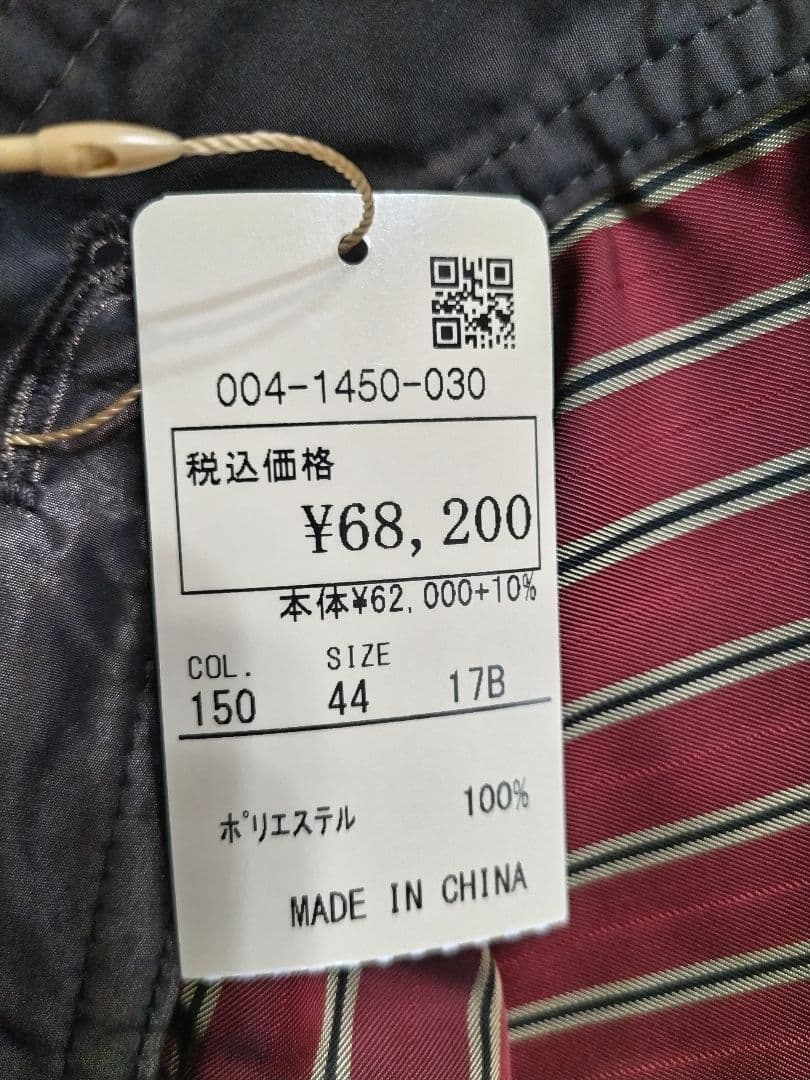 004-1450-030
税込価格
¥68,200
本体¥62,000+10%
COL. SIZE
150 44 17B
ポリエステル 100%
MADE IN CHINA